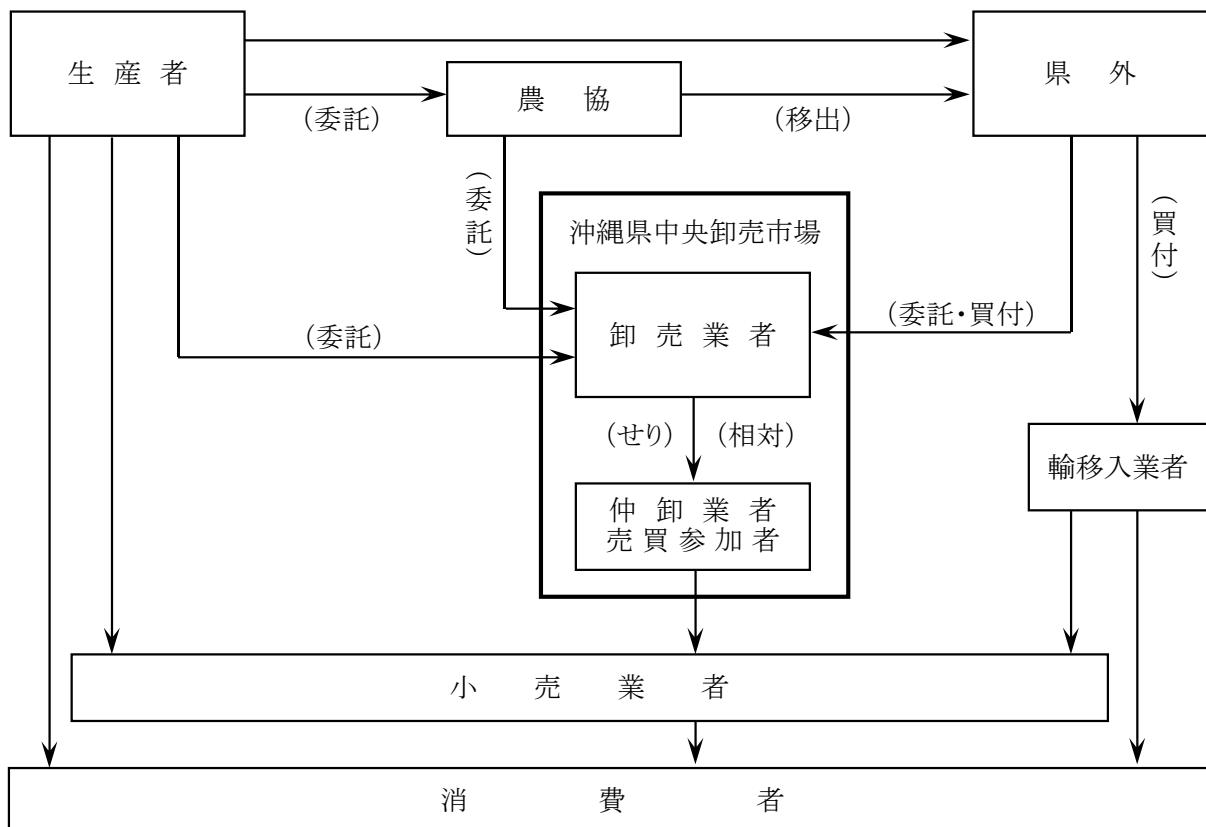 生産者
農協
県外
（委託）
（移出）
（委託）
（買付）
沖縄県中央卸売市場
卸売業者
（委託・買付）
（委託）
（せり）
（相対）
輸移入業者
仲卸業者
売買参加者
小売業者
消費者